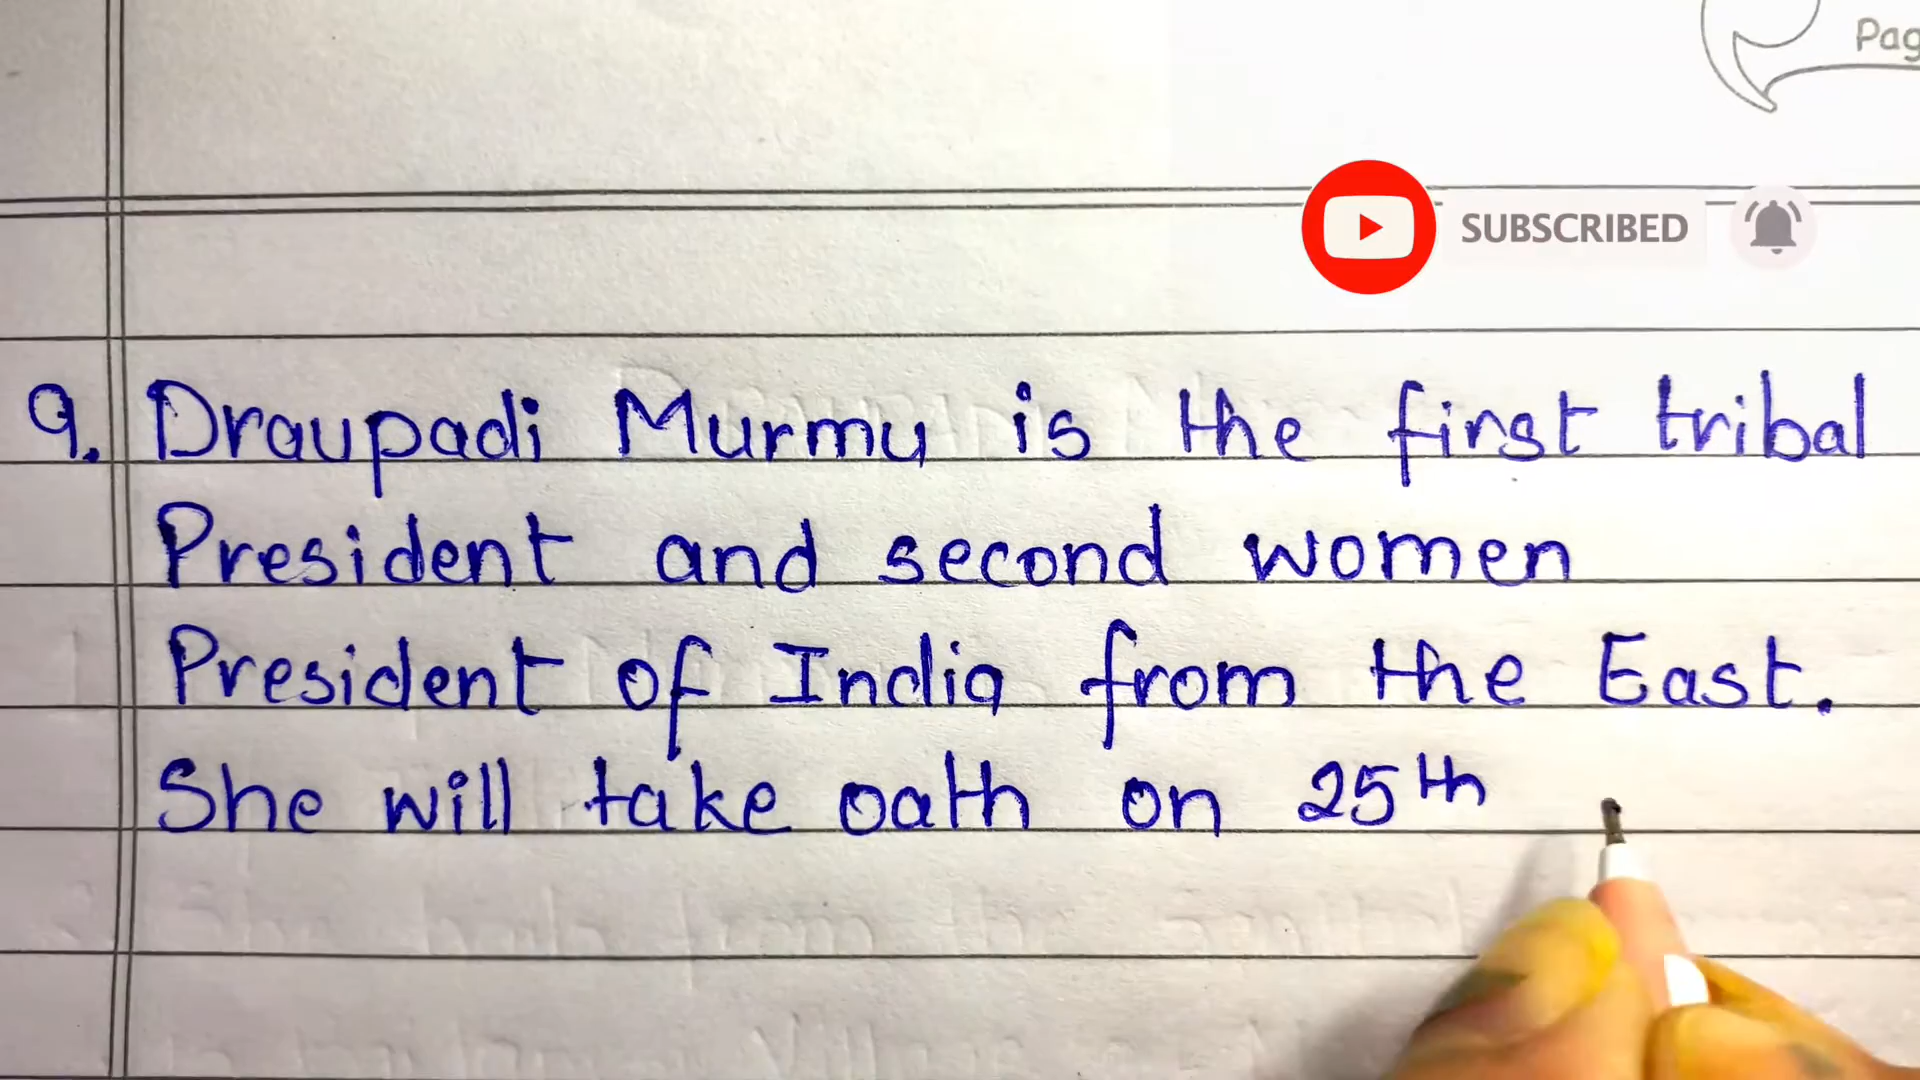 Pag
SUBSCRIBED
9. Draupadi Murmu is the first tribal
President and second women
President of India from the East.
She will take oath on 25th